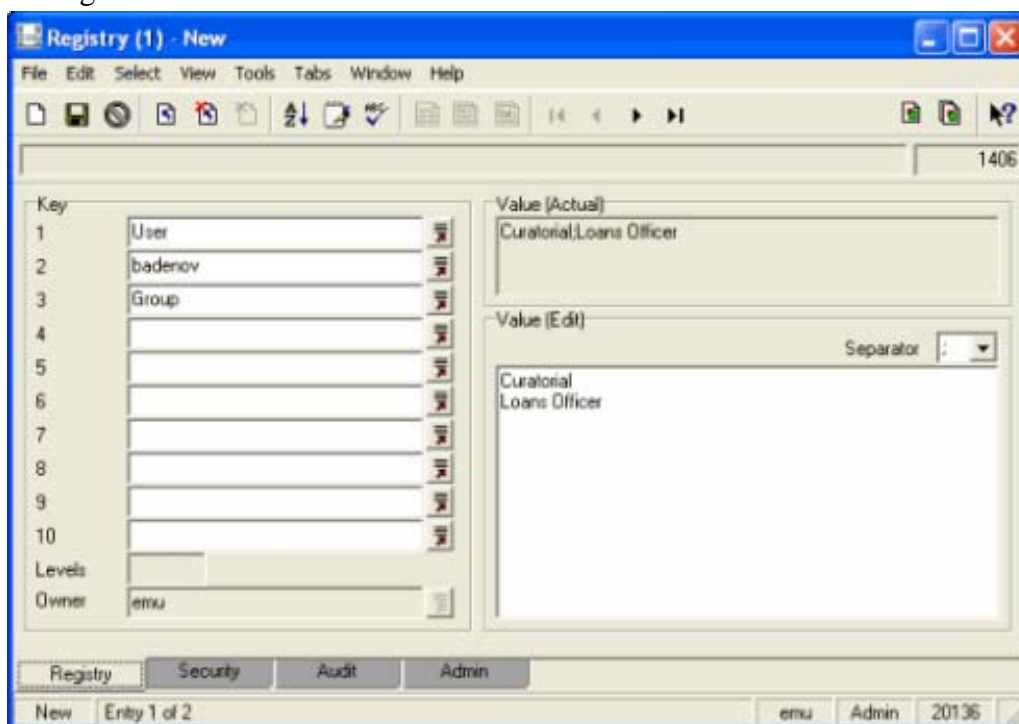 Registry (1) - New
File Edit Select View Tools Tabs Window Help
1406
Key
1 User
2 badenov
3 Group
4
5
6
7
8
9
10
Levels
Owner emu
Value (Actual)
Curatorial;Loans Officer
Value (Edit)
Separator ;
Curatorial
Loans Officer
Registry Security Audit Admin
New Entry 1 of 2 emu Admin 20136